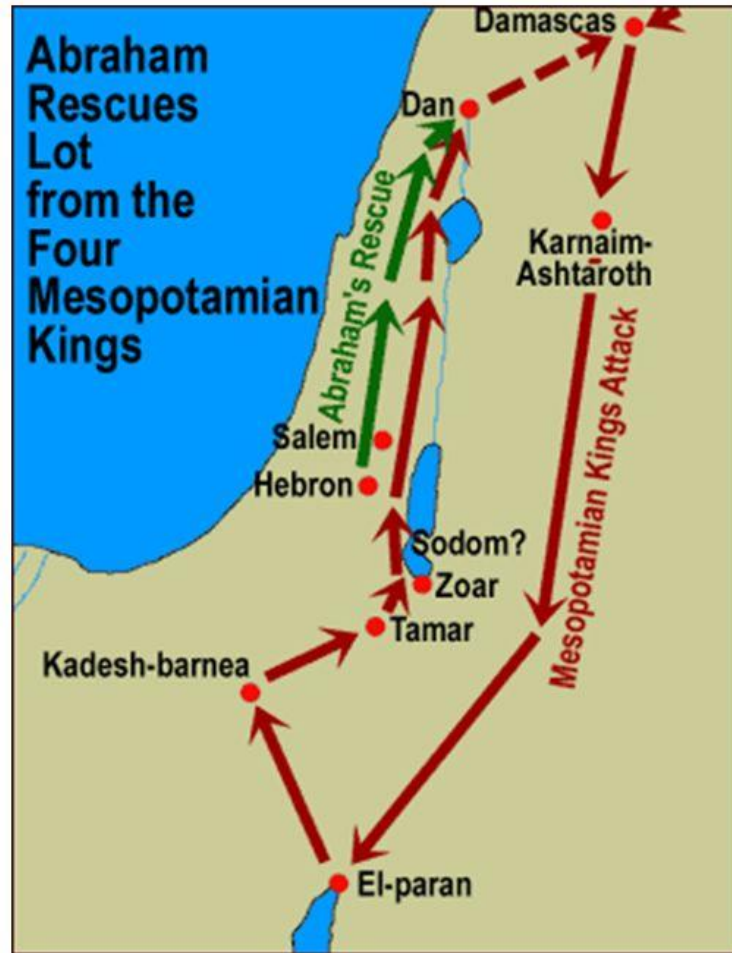 Abraham
Rescues
Lot
from the
Four
Mesopotamian
Kings
Damascas
Dan
Abraham's Rescue
Karnaim-
Ashtaroth
Mesopotamian Kings Attack
Salem
Hebron
Sodom?
Zoar
Tamar
Kadesh-barnea
El-paran